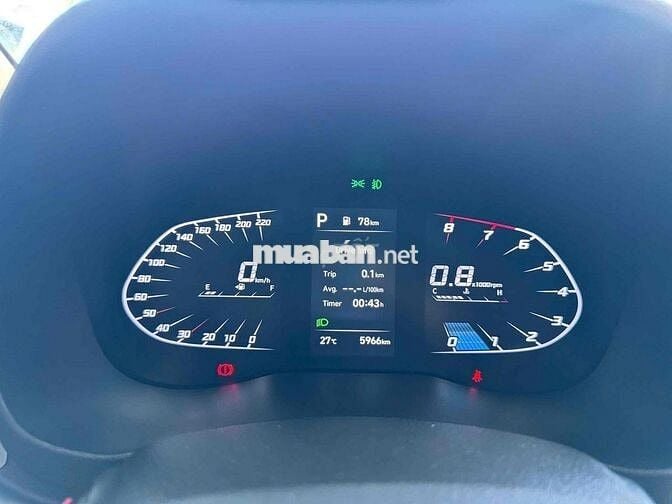 P 78km
muaban.net
Trip 0.1 km
Avg. --.- L/100km
Timer 00:43h
27°C 5966km
220
200
180
160
140
120
100
80
60
50
40
30
20
10
0
0 km/h
E F
8
7
6
5
4
3
2
1
0
0.8 x1000rpm
C H